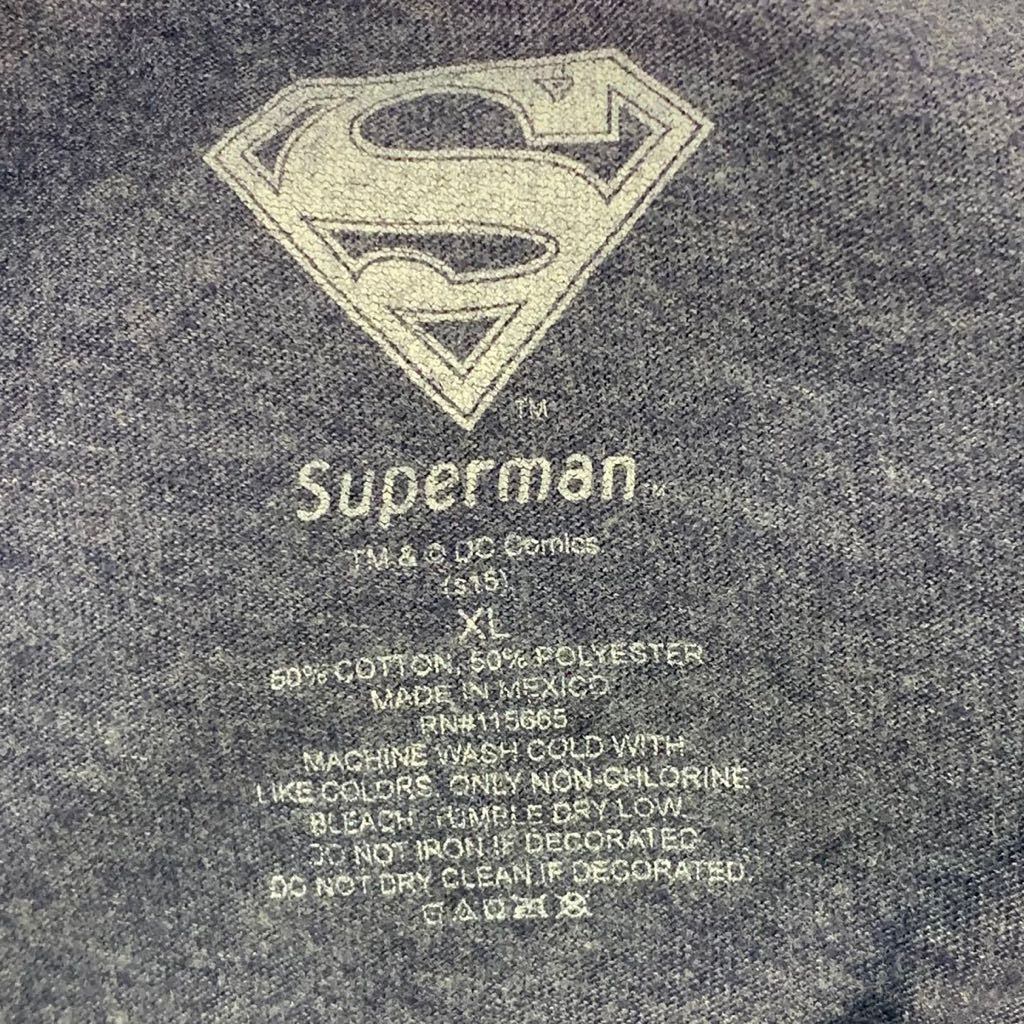 S
TM
Superman
TM & © DC Comics
(s16)
XL
50% COTTON, 50% POLYESTER
MADE IN MEXICO
RN#115665
MACHINE WASH COLD WITH
LIKE COLORS. ONLY NON-CHLORINE
BLEACH. TUMBLE DRY LOW.
DO NOT IRON IF DECORATED.
DO NOT DRY CLEAN IF DECORATED.